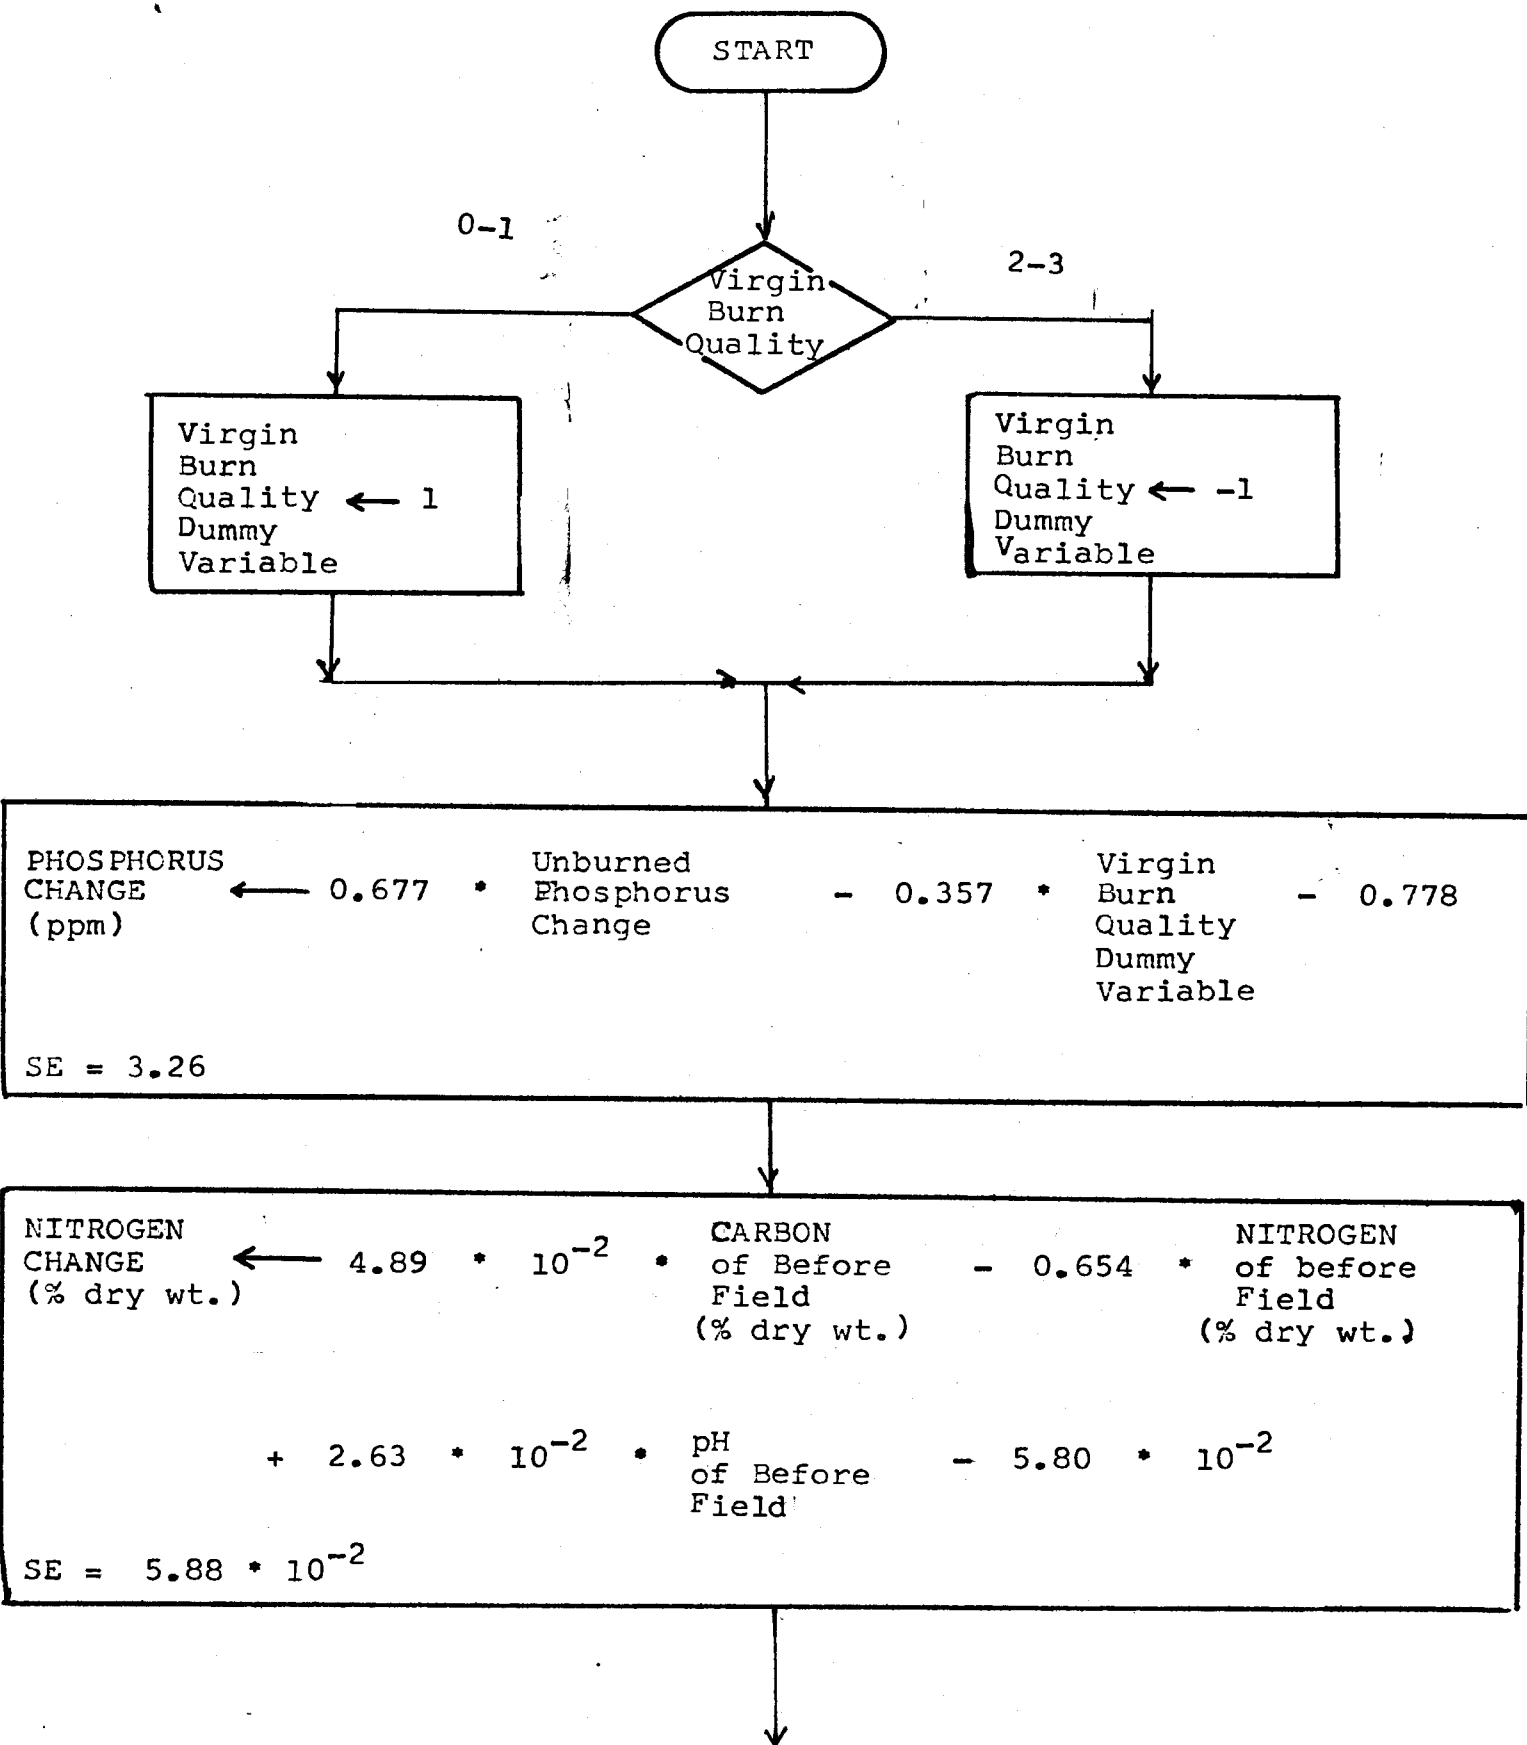 START
0-1
2-3
Virgin
Burn
Quality
Virgin
Burn
Quality ← 1
Dummy
Variable
Virgin
Burn
Quality ← -1
Dummy
Variable
PHOSPHORUS
CHANGE
(ppm)
← 0.677 *
Unburned
Phosphorus
Change
- 0.357 *
Virgin
Burn
Quality
Dummy
Variable
- 0.778
SE = 3.26
NITROGEN
CHANGE
(% dry wt.)
← 4.89 * 10⁻² *
CARBON
of Before
Field
(% dry wt.)
- 0.654 *
NITROGEN
of before
Field
(% dry wt.)
+ 2.63 * 10⁻² *
pH
of Before
Field
- 5.80 * 10⁻²
SE = 5.88 * 10⁻²